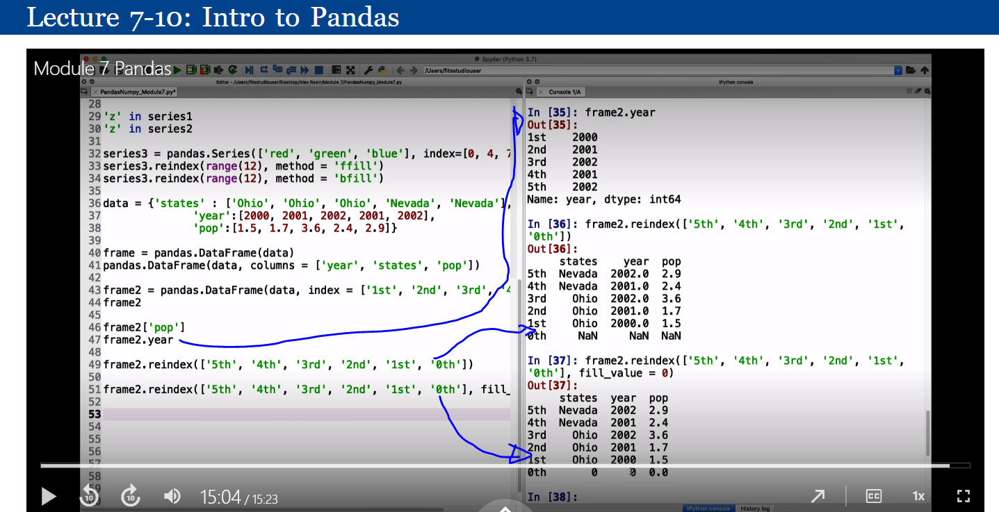 Lecture 7-10: Intro to Pandas
Module 7 Pandas
Spyder (Python 3.7)
/Users/fitsstudiouser
Editor - /Users/fitsstudiouser/Desktop/Alex Rasin/Module 7/PandasNumpy_Module7.py
PandasNumpy_Module7.py*
28
29 'z' in series1
30 'z' in series2
31
32 series3 = pandas.Series(['red', 'green', 'blue'], index=[0, 4, 7
33 series3.reindex(range(12), method = 'ffill')
34 series3.reindex(range(12), method = 'bfill')
35
36 data = {'states' : ['Ohio', 'Ohio', 'Ohio', 'Nevada', 'Nevada'],
37 'year':[2000, 2001, 2002, 2001, 2002],
38 'pop':[1.5, 1.7, 3.6, 2.4, 2.9]}
39
40 frame = pandas.DataFrame(data)
41 pandas.DataFrame(data, columns = ['year', 'states', 'pop'])
42
43 frame2 = pandas.DataFrame(data, index = ['1st', '2nd', '3rd', '4
44 frame2
45
46 frame2['pop']
47 frame2.year
48
49 frame2.reindex(['5th', '4th', '3rd', '2nd', '1st', '0th'])
50
51 frame2.reindex(['5th', '4th', '3rd', '2nd', '1st', '0th'], fill_
52
53
54
55
56
57
58
59
IPython console
Console 1/A
In [35]: frame2.year
Out[35]:
1st 2000
2nd 2001
3rd 2002
4th 2001
5th 2002
Name: year, dtype: int64
In [36]: frame2.reindex(['5th', '4th', '3rd', '2nd', '1st',
'0th'])
Out[36]:
states year pop
5th Nevada 2002.0 2.9
4th Nevada 2001.0 2.4
3rd Ohio 2002.0 3.6
2nd Ohio 2001.0 1.7
1st Ohio 2000.0 1.5
0th NaN NaN NaN
In [37]: frame2.reindex(['5th', '4th', '3rd', '2nd', '1st',
'0th'], fill_value = 0)
Out[37]:
states year pop
5th Nevada 2002 2.9
4th Nevada 2001 2.4
3rd Ohio 2002 3.6
2nd Ohio 2001 1.7
1st Ohio 2000 1.5
0th 0 0 0.0
In [38]:
IPython console History log
10 10 15:04 / 15:23 CC 1x